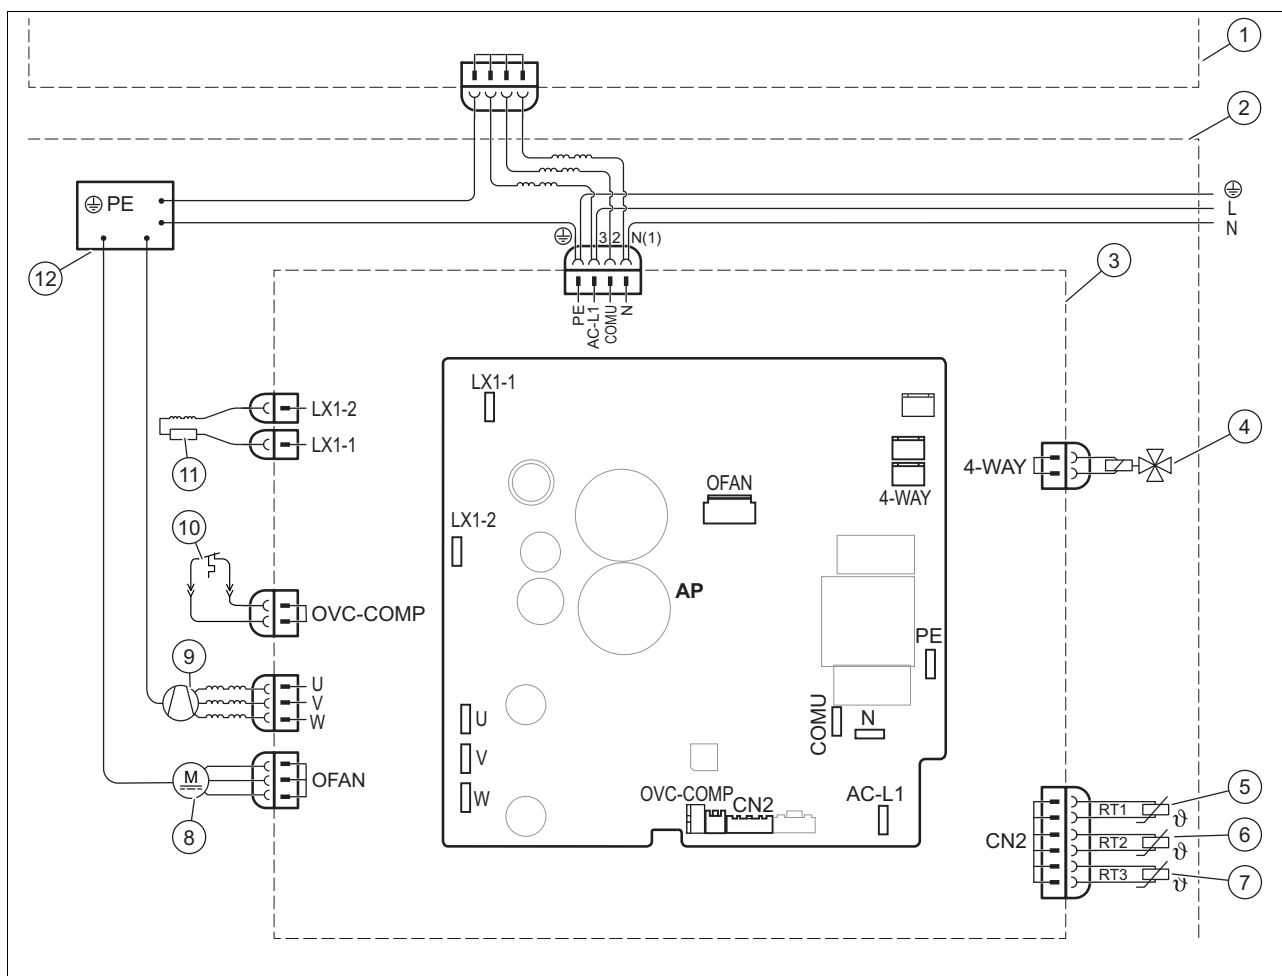 1
2
PE
L
N
3 2 N(1)
12
3
PE
AC-L1
COMU
N
LX1-1
LX1-2
LX1-1
11
4-WAY
4
OFAN
4-WAY
LX1-2
10
AP
OVC-COMP
PE
9
U
V
W
COMU
N
U
V
W
M
OFAN
8
OVC-COMP
CN2
AC-L1
CN2
RT1
ϑ
5
RT2
ϑ
6
RT3
ϑ
7